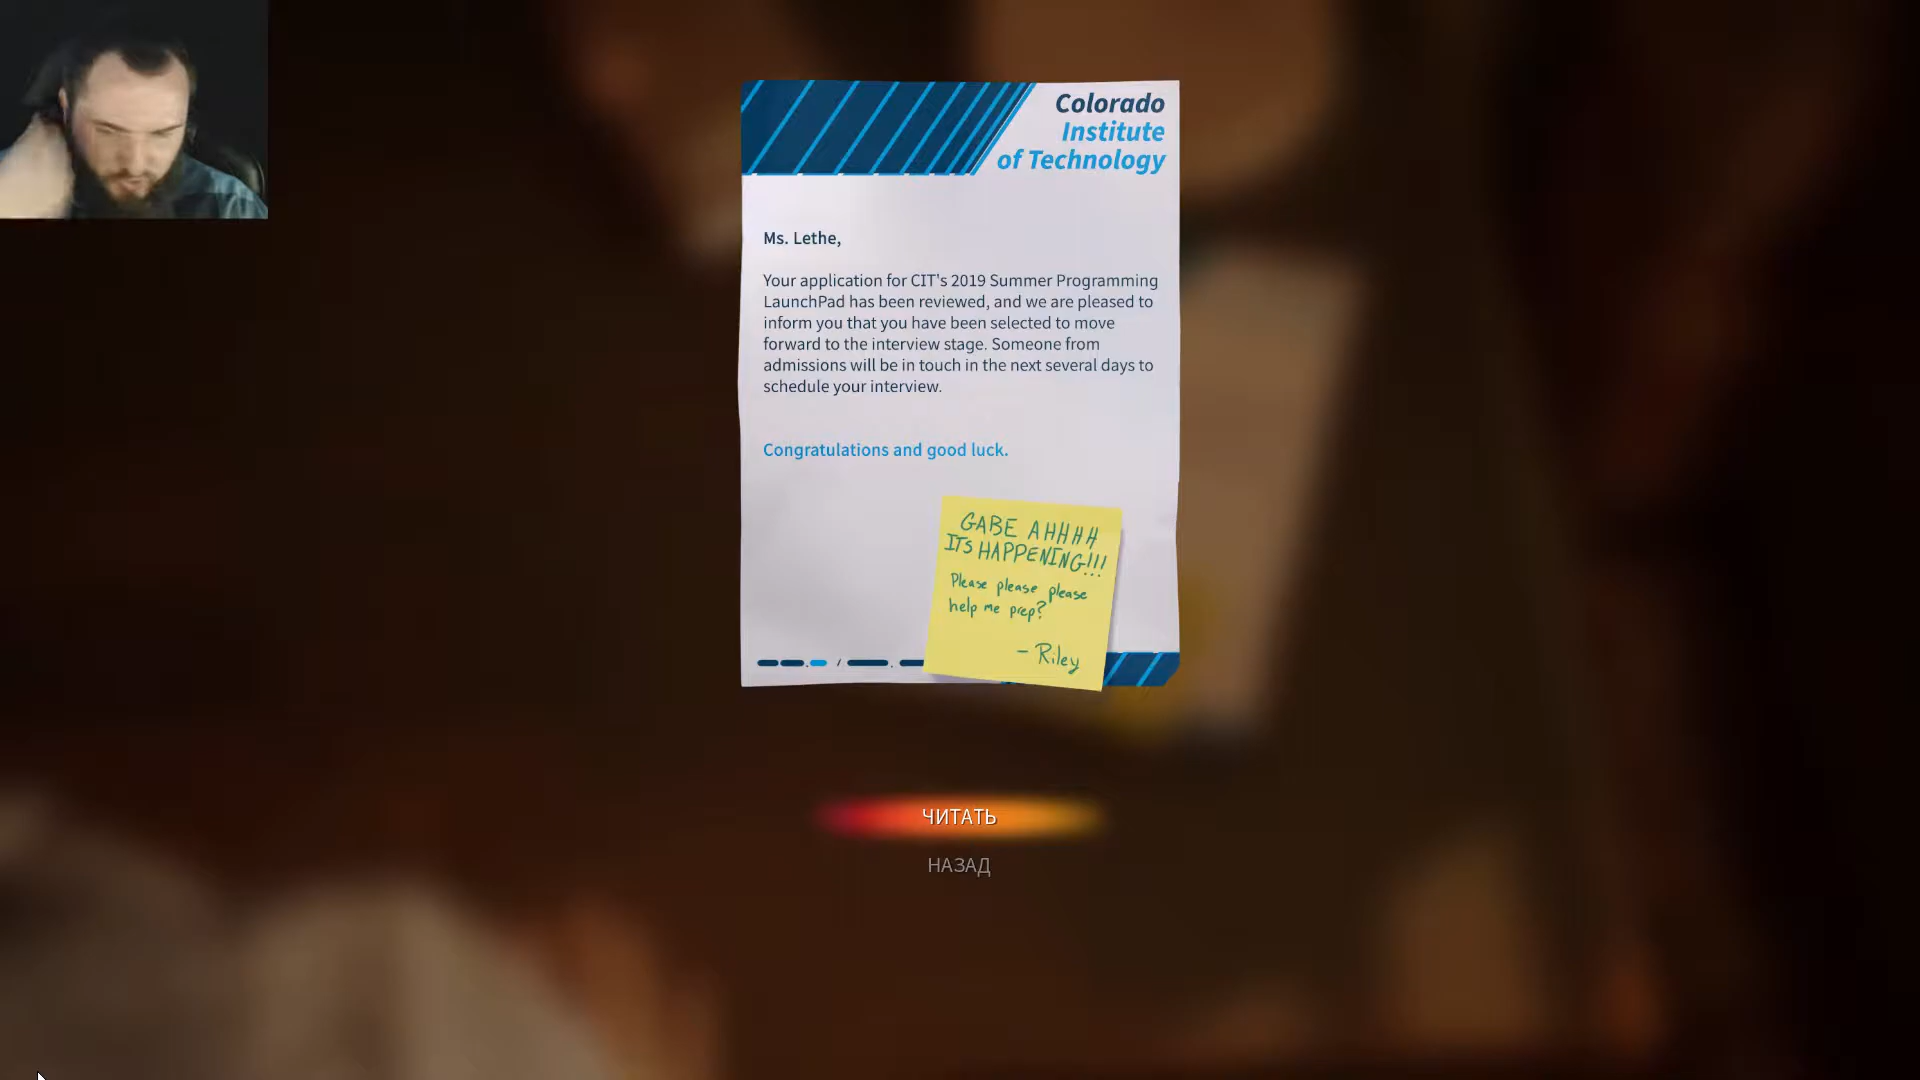 Colorado
Institute
of Technology
Ms. Lethe,
Your application for CIT's 2019 Summer Programming
LaunchPad has been reviewed, and we are pleased to
inform you that you have been selected to move
forward to the interview stage. Someone from
admissions will be in touch in the next several days to
schedule your interview.
Congratulations and good luck.
GABE AHHHH
ITS HAPPENING!!!
Please please please
help me prep?
- Riley
ЧИТАТЬ
НАЗАД